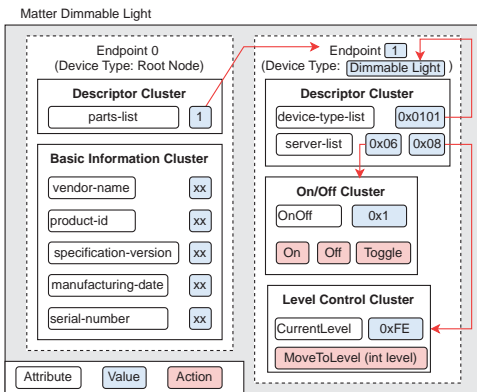 Matter Dimmable Light
Endpoint 0
(Device Type: Root Node)
Descriptor Cluster
parts-list 1
Basic Information Cluster
vendor-name xx
product-id xx
specification-version xx
manufacturing-date xx
serial-number xx
Endpoint 1
(Device Type: Dimmable Light )
Descriptor Cluster
device-type-list 0x0101
server-list 0x06 0x08
On/Off Cluster
OnOff 0x1
On Off Toggle
Level Control Cluster
CurrentLevel 0xFE
MoveToLevel (int level)
Attribute Value Action